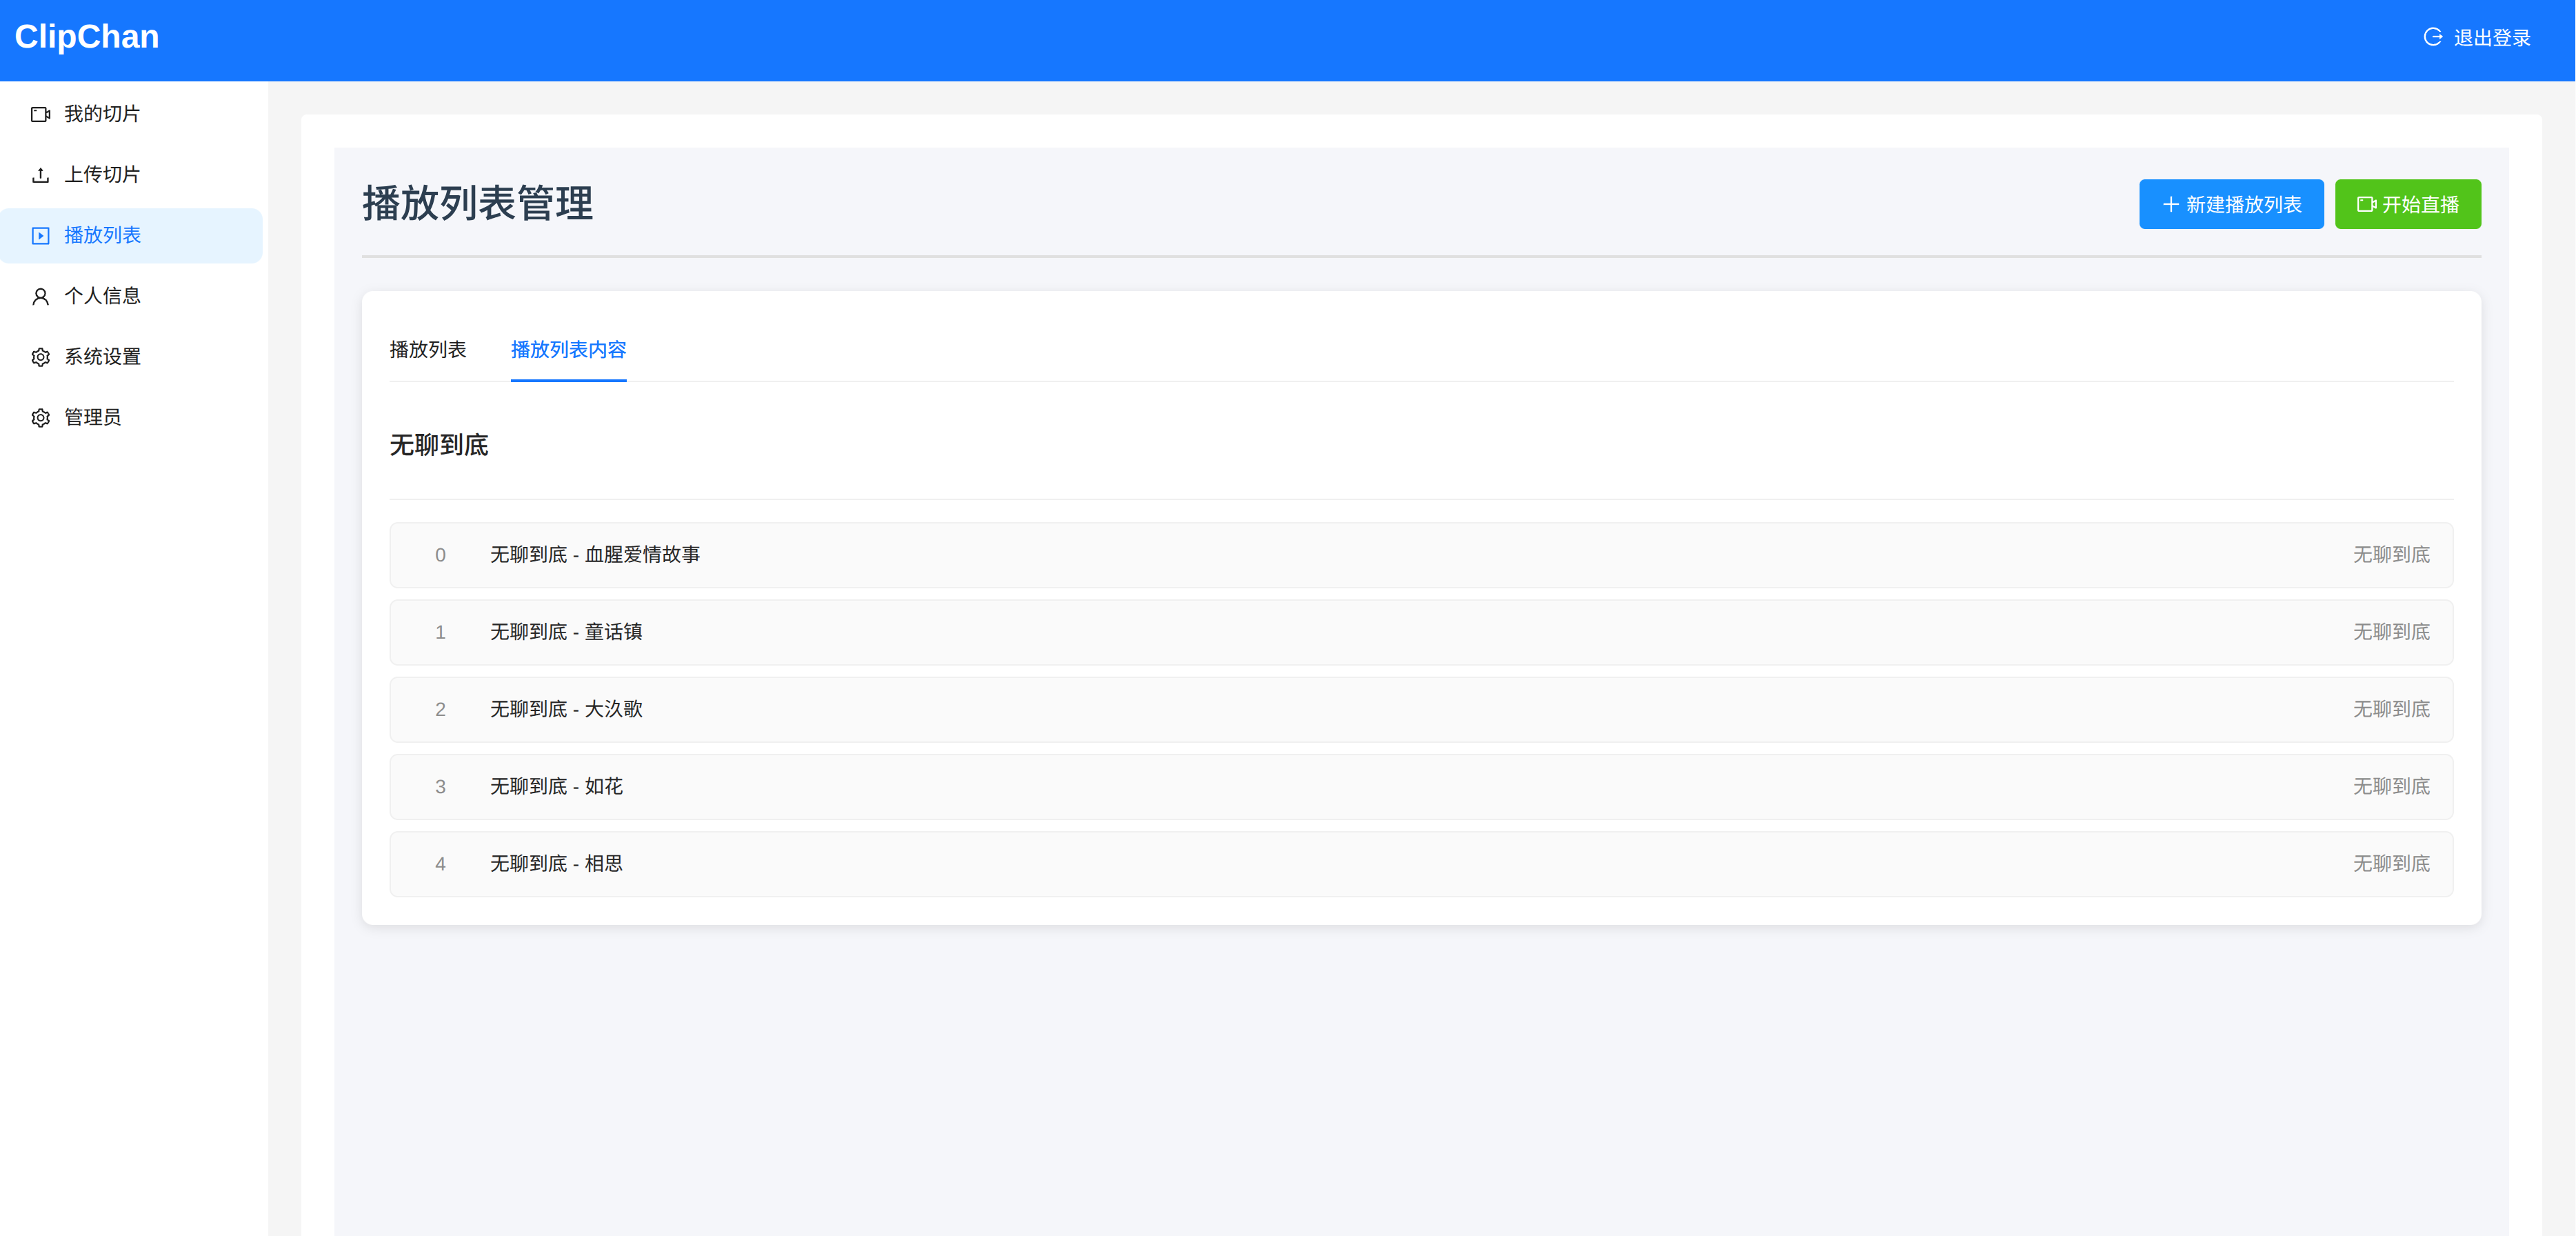 ClipChan
退出登录
我的切片
上传切片
播放列表
个人信息
系统设置
管理员
播放列表管理
新建播放列表
开始直播
播放列表
播放列表内容
无聊到底
0 无聊到底 - 血腥爱情故事 无聊到底
1 无聊到底 - 童话镇 无聊到底
2 无聊到底 - 大氿歌 无聊到底
3 无聊到底 - 如花 无聊到底
4 无聊到底 - 相思 无聊到底